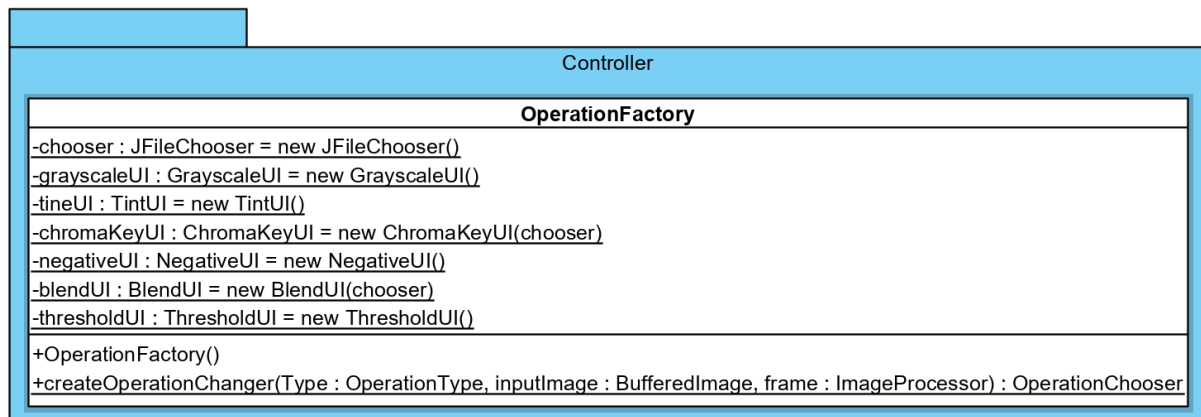 Controller
OperationFactory
-chooser : JFileChooser = new JFileChooser()
-grayscaleUI : GrayscaleUI = new GrayscaleUI()
-tineUI : TintUI = new TintUI()
-chromaKeyUI : ChromaKeyUI = new ChromaKeyUI(chooser)
-negativeUI : NegativeUI = new NegativeUI()
-blendUI : BlendUI = new BlendUI(chooser)
-thresholdUI : ThresholdUI = new ThresholdUI()
+OperationFactory()
+createOperationChanger(Type : OperationType, inputImage : BufferedImage, frame : ImageProcessor) : OperationChooser